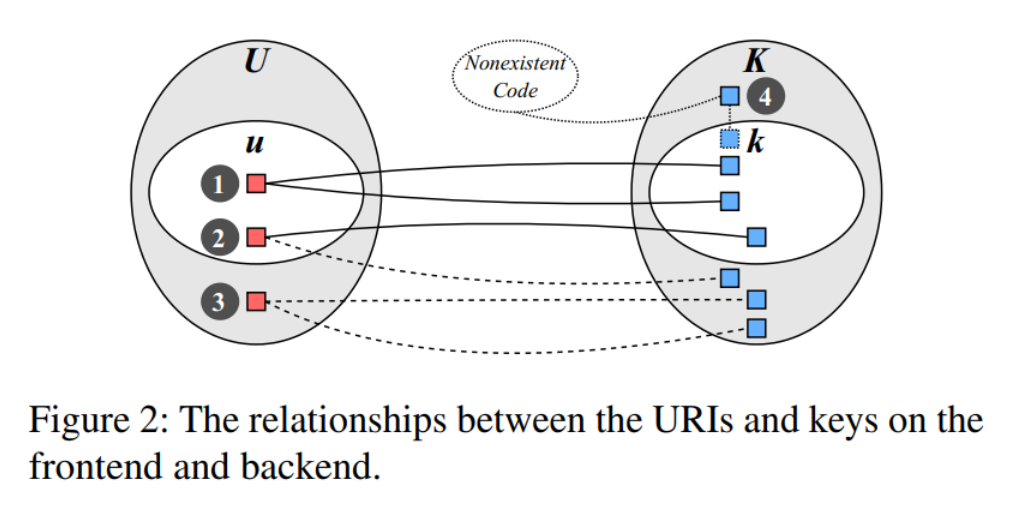 U
Nonexistent
Code
K
4
u
k
1
2
3
Figure 2: The relationships between the URIs and keys on the
frontend and backend.